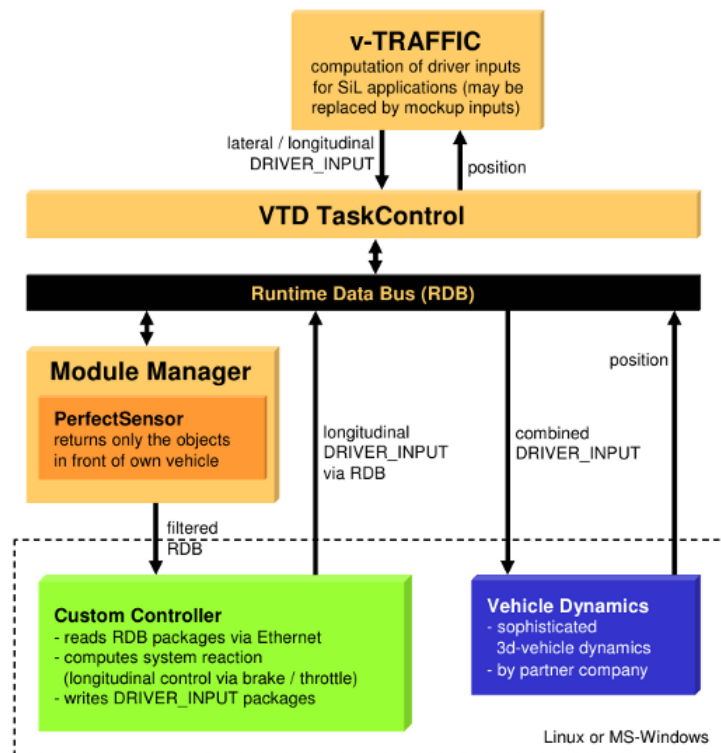 v-TRAFFIC
computation of driver inputs
for SiL applications (may be
replaced by mockup inputs)
lateral / longitudinal
DRIVER_INPUT
position
VTD TaskControl
Runtime Data Bus (RDB)
Module Manager
PerfectSensor
returns only the objects
in front of own vehicle
longitudinal
DRIVER_INPUT
via RDB
combined
DRIVER_INPUT
position
filtered
RDB
Custom Controller
- reads RDB packages via Ethernet
- computes system reaction
(longitudinal control via brake / throttle)
- writes DRIVER_INPUT packages
Vehicle Dynamics
- sophisticated
3d-vehicle dynamics
- by partner company
Linux or MS-Windows